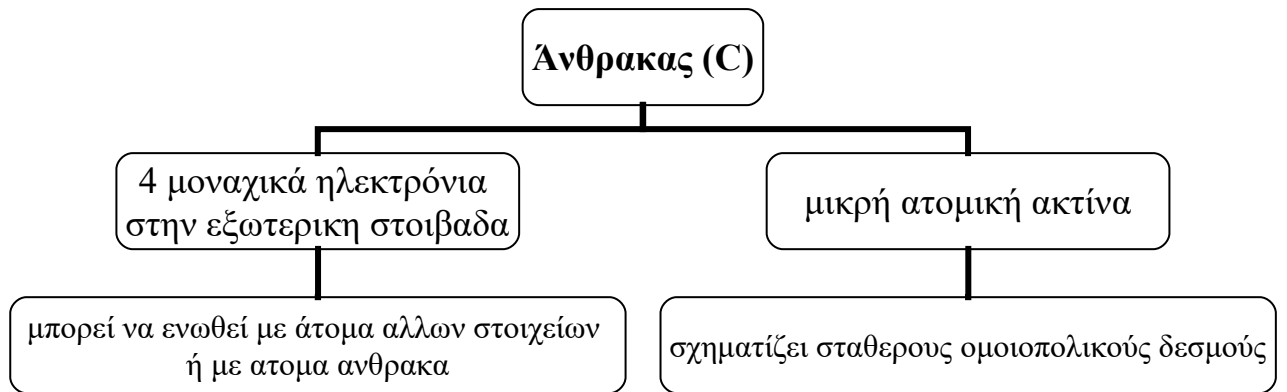 Άνθρακας (C)
4 μοναχικά ηλεκτρόνια
στην εξωτερικη στοιβαδα
μικρή ατομική ακτίνα
μπορεί να ενωθεί με άτομα αλλων στοιχείων
ή με ατομα ανθρακα
σχηματίζει σταθερους ομοιοπολικούς δεσμούς